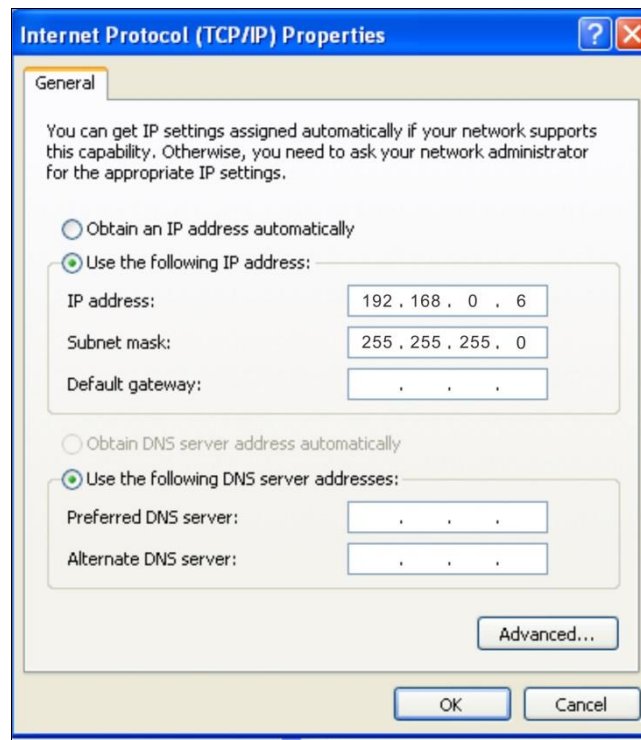 Internet Protocol (TCP/IP) Properties
General
You can get IP settings assigned automatically if your network supports
this capability. Otherwise, you need to ask your network administrator
for the appropriate IP settings.
Obtain an IP address automatically
Use the following IP address:
IP address: 192 . 168 . 0 . 6
Subnet mask: 255 . 255 . 255 . 0
Default gateway: . . .
Obtain DNS server address automatically
Use the following DNS server addresses:
Preferred DNS server: . . .
Alternate DNS server: . . .
Advanced...
OK Cancel